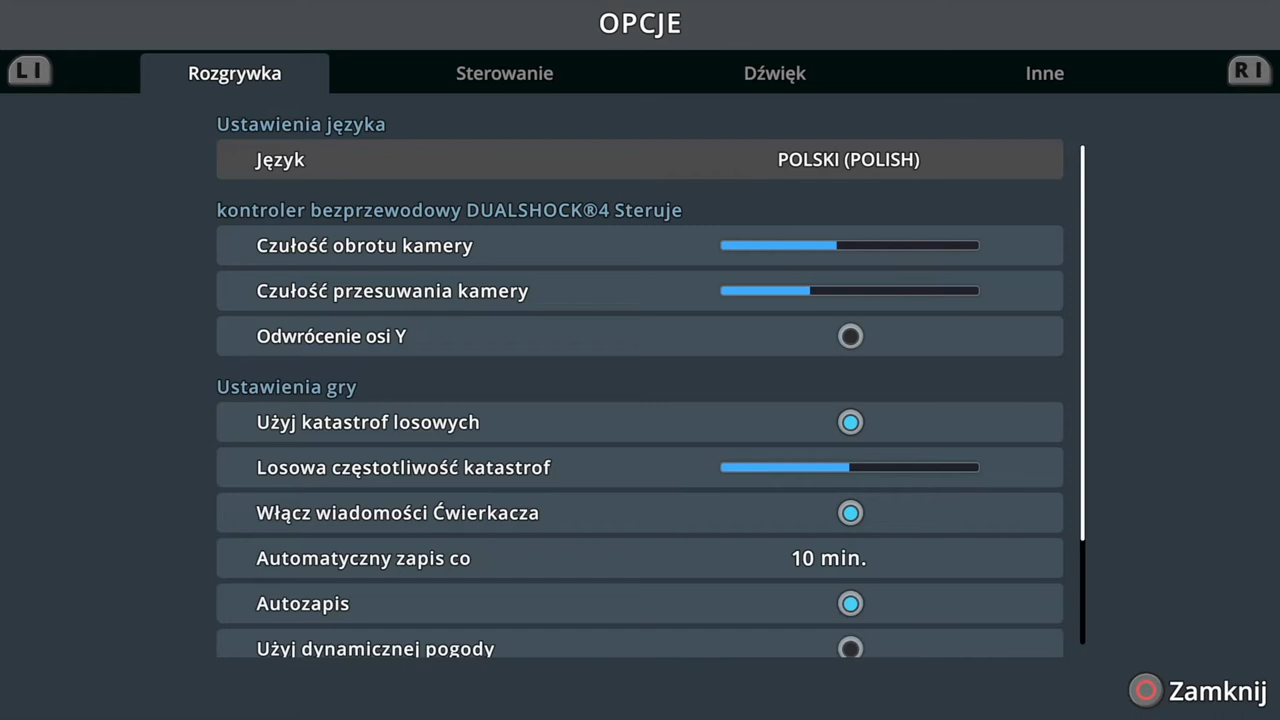 OPCJE
L1 Rozgrywka Sterowanie Dźwięk Inne R1
Ustawienia języka
Język POLSKI (POLISH)
kontroler bezprzewodowy DUALSHOCK®4 Steruje
Czułość obrotu kamery
Czułość przesuwania kamery
Odwrócenie osi Y
Ustawienia gry
Użyj katastrof losowych
Losowa częstotliwość katastrof
Włącz wiadomości Ćwierkacza
Automatyczny zapis co 10 min.
Autozapis
Użyj dynamicznej pogody
Zamknij